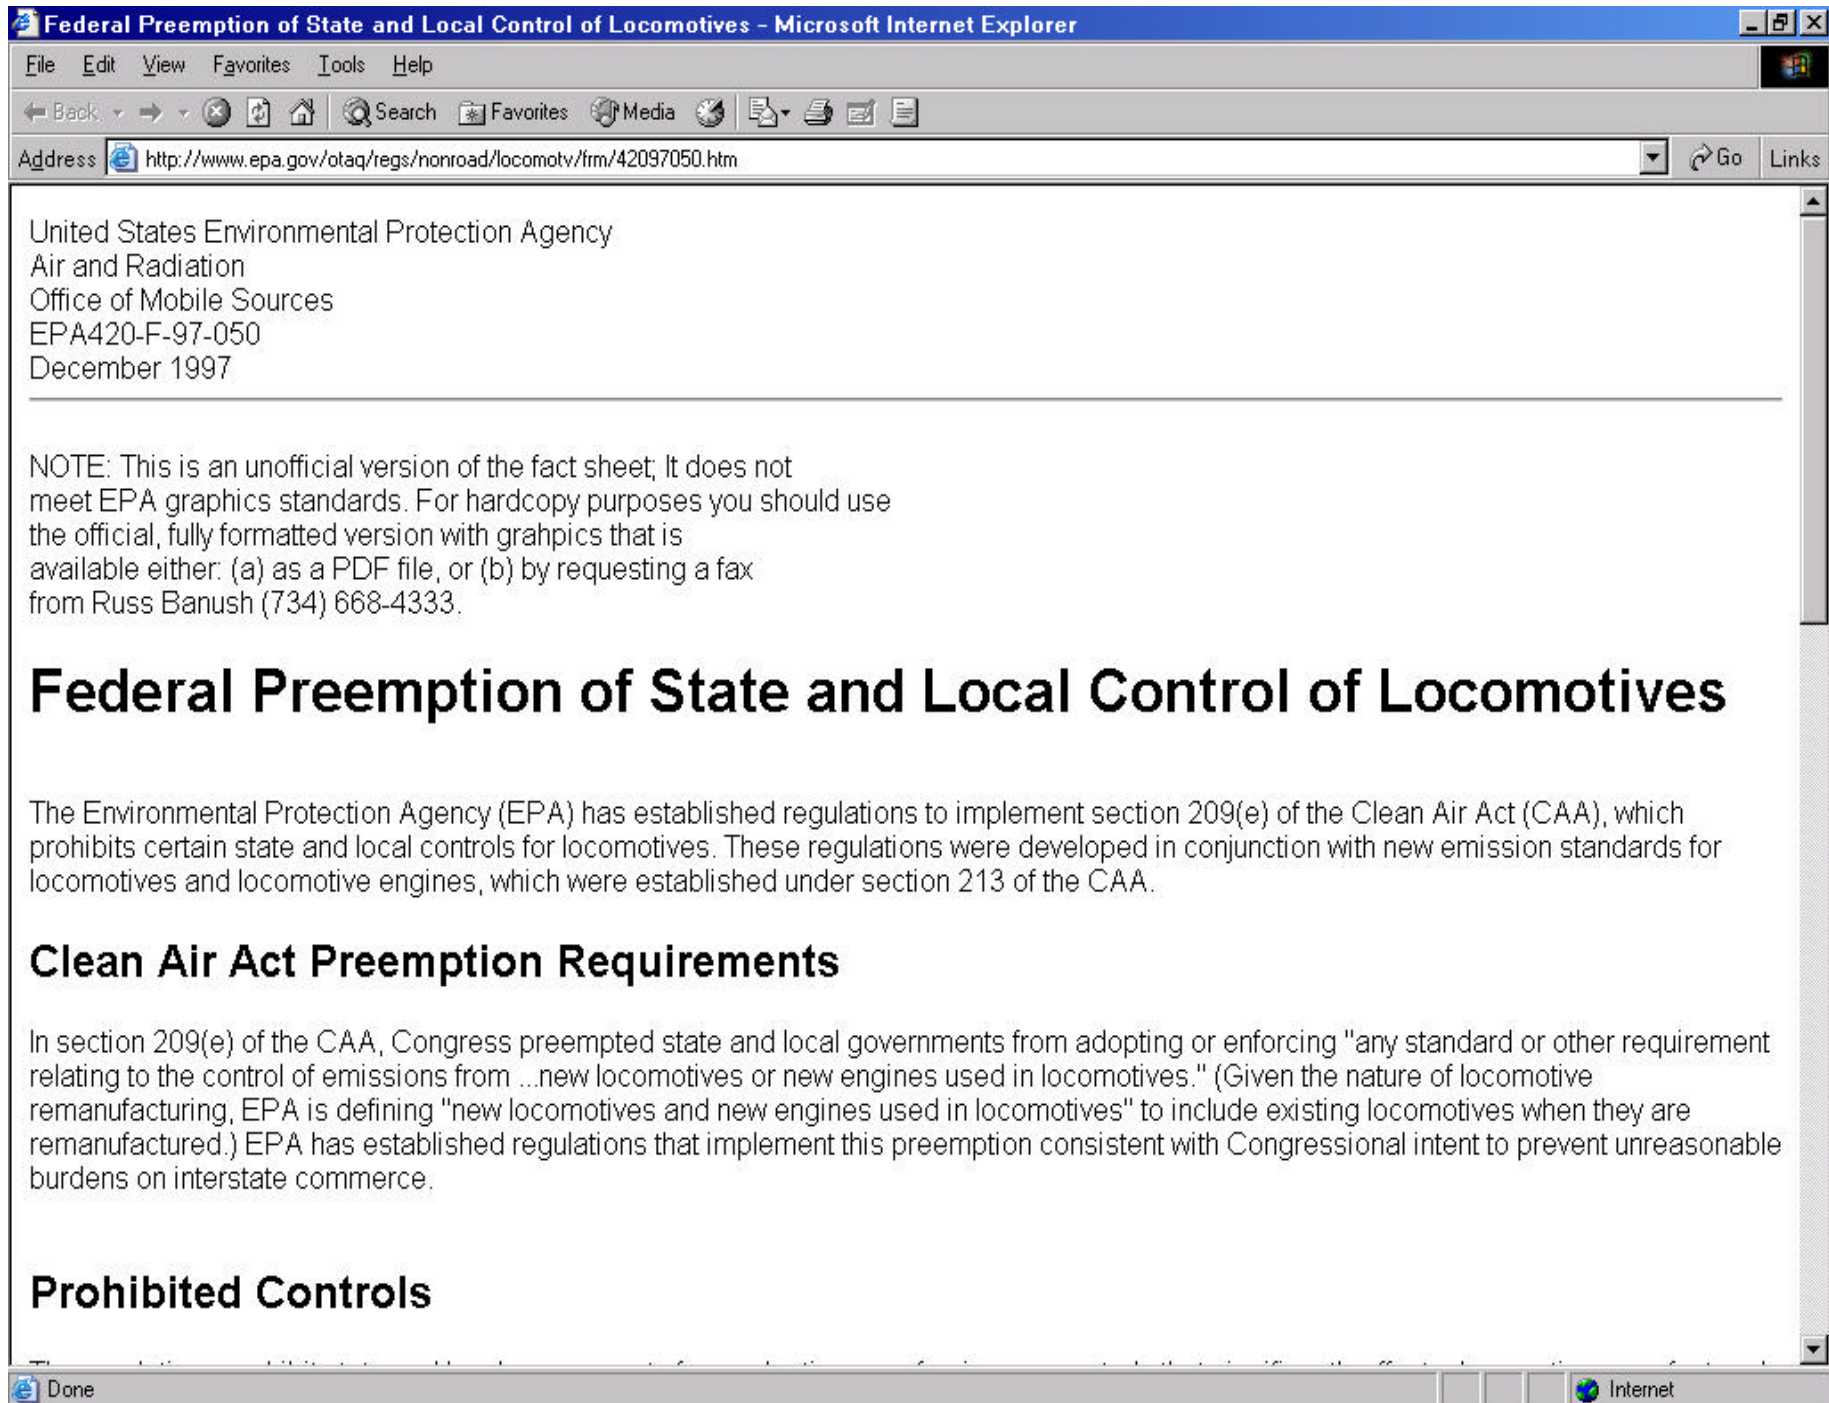 Federal Preemption of State and Local Control of Locomotives - Microsoft Internet Explorer
File Edit View Favorites Tools Help
Back Search Favorites Media
Address http://www.epa.gov/otaq/regs/nonroad/locomotv/frm/42097050.htm Go Links
United States Environmental Protection Agency
Air and Radiation
Office of Mobile Sources
EPA420-F-97-050
December 1997
NOTE: This is an unofficial version of the fact sheet; It does not
meet EPA graphics standards. For hardcopy purposes you should use
the official, fully formatted version with grahpics that is
available either: (a) as a PDF file, or (b) by requesting a fax
from Russ Banush (734) 668-4333.
Federal Preemption of State and Local Control of Locomotives
The Environmental Protection Agency (EPA) has established regulations to implement section 209(e) of the Clean Air Act (CAA), which
prohibits certain state and local controls for locomotives. These regulations were developed in conjunction with new emission standards for
locomotives and locomotive engines, which were established under section 213 of the CAA.
Clean Air Act Preemption Requirements
In section 209(e) of the CAA, Congress preempted state and local governments from adopting or enforcing "any standard or other requirement
relating to the control of emissions from ...new locomotives or new engines used in locomotives." (Given the nature of locomotive
remanufacturing, EPA is defining "new locomotives and new engines used in locomotives" to include existing locomotives when they are
remanufactured.) EPA has established regulations that implement this preemption consistent with Congressional intent to prevent unreasonable
burdens on interstate commerce.
Prohibited Controls
Done Internet